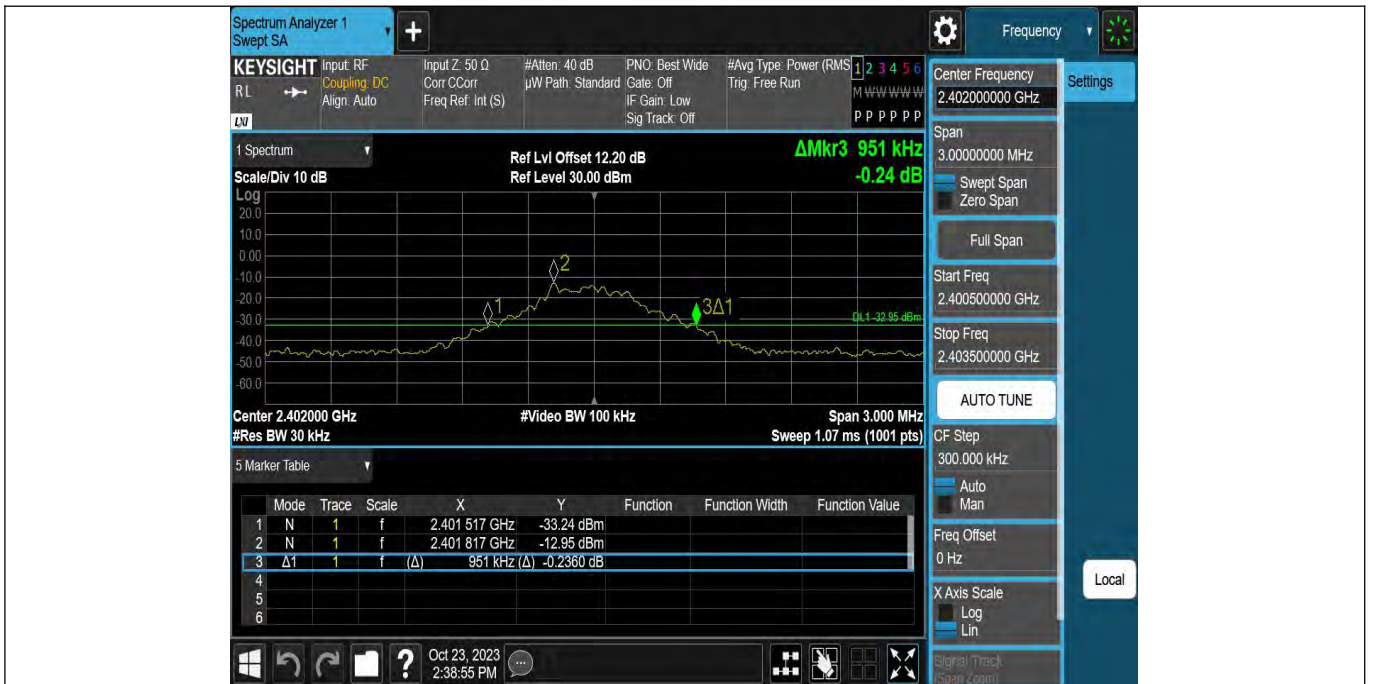 Spectrum Analyzer 1
Swept SA
+
Frequency
KEYSIGHT
RL
LXI
Input: RF
Coupling: DC
Align: Auto
Input Z: 50 Ω
Corr CCorr
Freq Ref: Int (S)
#Atten: 40 dB
µW Path: Standard
PNO: Best Wide
Gate: Off
IF Gain: Low
Sig Track: Off
#Avg Type: Power (RMS
Trig: Free Run
1 2 3 4 5 6
M W W W W W
P P P P P P
1 Spectrum
Scale/Div 10 dB
Ref Lvl Offset 12.20 dB
Ref Level 30.00 dBm
ΔMkr3 951 kHz
-0.24 dB
Log
20.0
10.0
0.00
-10.0
-20.0
-30.0
-40.0
-50.0
-60.0
1
2
3Δ1
DL1 -32.95 dBm
Center 2.402000 GHz
#Video BW 100 kHz
Span 3.000 MHz
#Res BW 30 kHz
Sweep 1.07 ms (1001 pts)
5 Marker Table
Mode Trace Scale X Y Function Function Width Function Value
1 N 1 f 2.401 517 GHz -33.24 dBm
2 N 1 f 2.401 817 GHz -12.95 dBm
3 Δ1 1 f (Δ) 951 kHz (Δ) -0.2360 dB
4
5
6
Oct 23, 2023
2:38:55 PM
?
Center Frequency
2.402000000 GHz
Settings
Span
3.00000000 MHz
Swept Span
Zero Span
Full Span
Start Freq
2.400500000 GHz
Stop Freq
2.403500000 GHz
AUTO TUNE
CF Step
300.000 kHz
Auto
Man
Freq Offset
0 Hz
X Axis Scale
Log
Lin
Signal Track
(Span Zoom)
Local